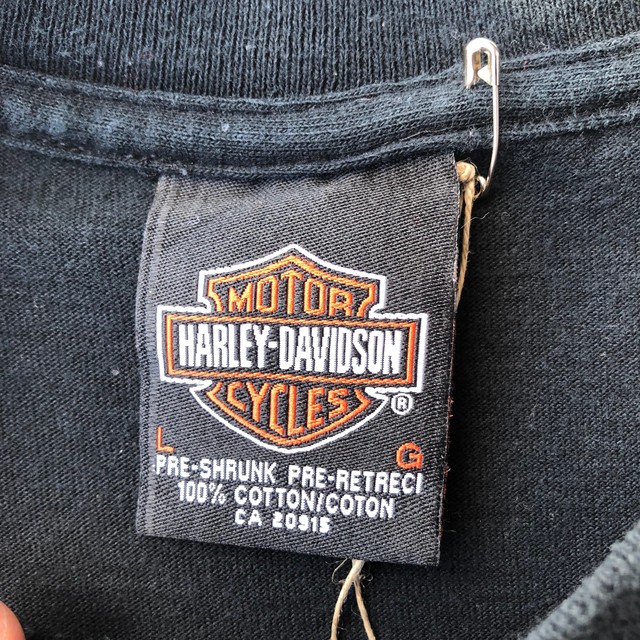 MOTOR
HARLEY-DAVIDSON
CYCLES ®
L G
PRE-SHRUNK PRE-RETRECI
100% COTTON/COTON
CA 20915